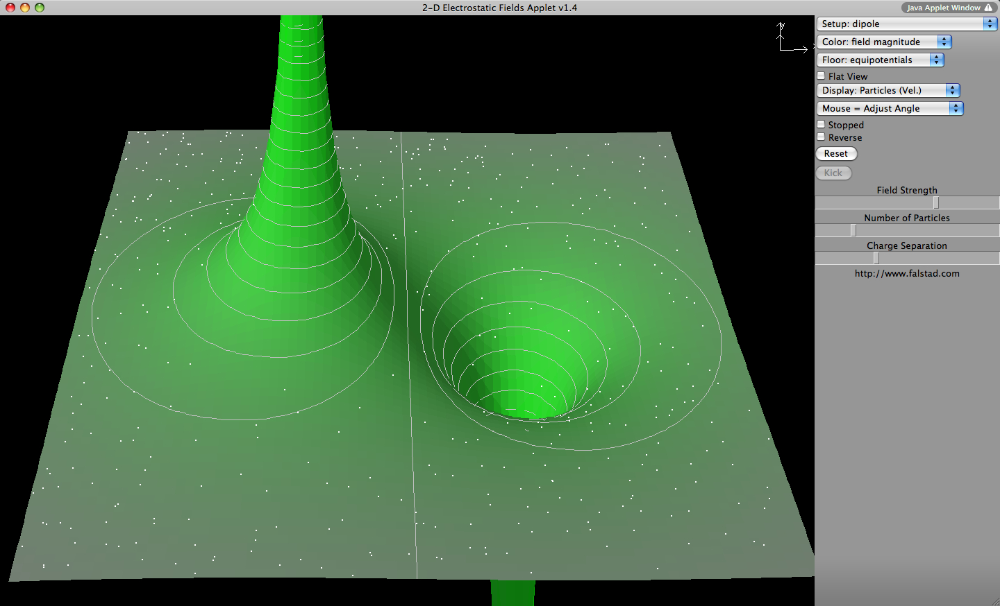 2-D Electrostatic Fields Applet v1.4
Java Applet Window
y
Setup: dipole
Color: field magnitude
Floor: equipotentials
Flat View
Display: Particles (Vel.)
Mouse = Adjust Angle
Stopped
Reverse
Reset
Kick
Field Strength
Number of Particles
Charge Separation
http://www.falstad.com